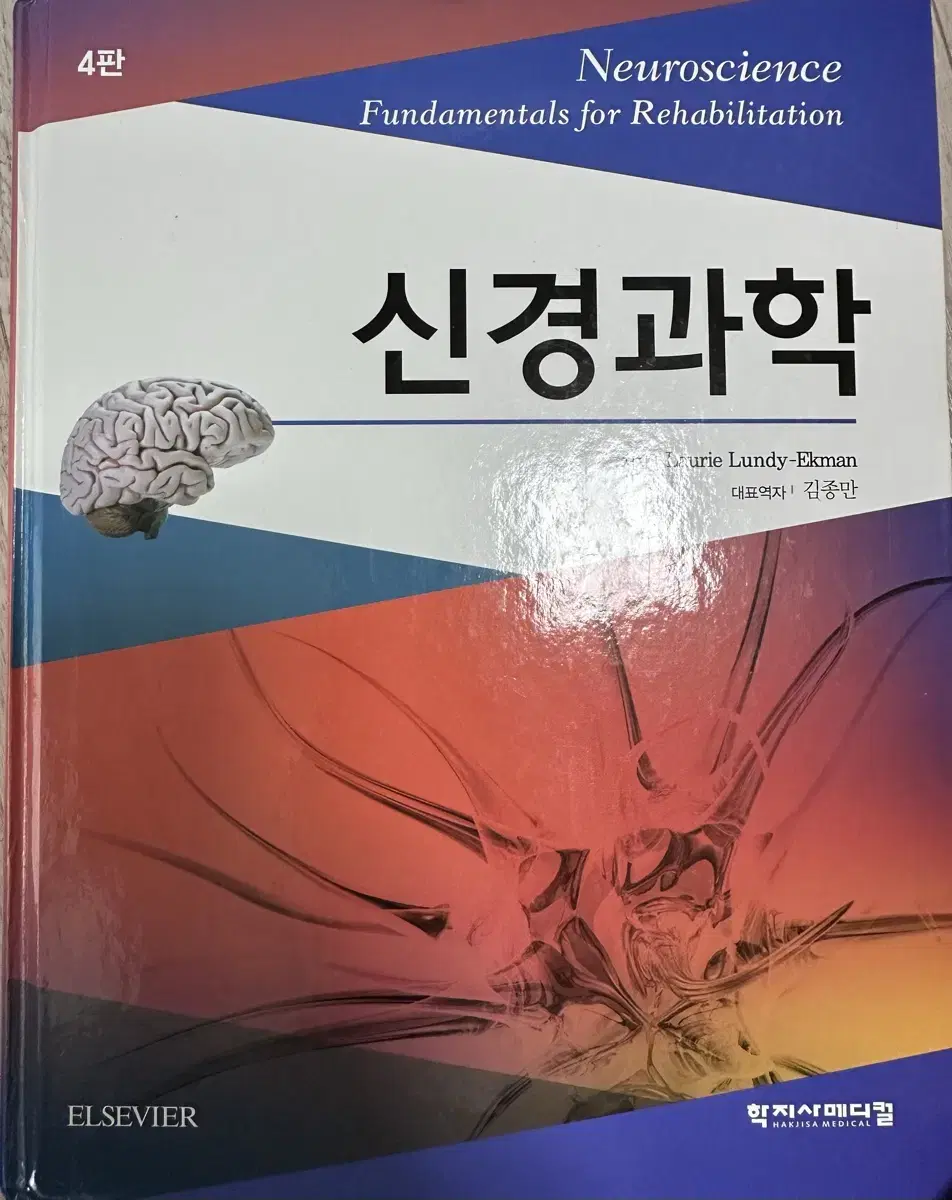 4판
Neuroscience
Fundamentals for Rehabilitation
신경과학
Laurie Lundy-Ekman
대표역자 | 김종만
ELSEVIER
학지사메디컬
HAKJISA MEDICAL